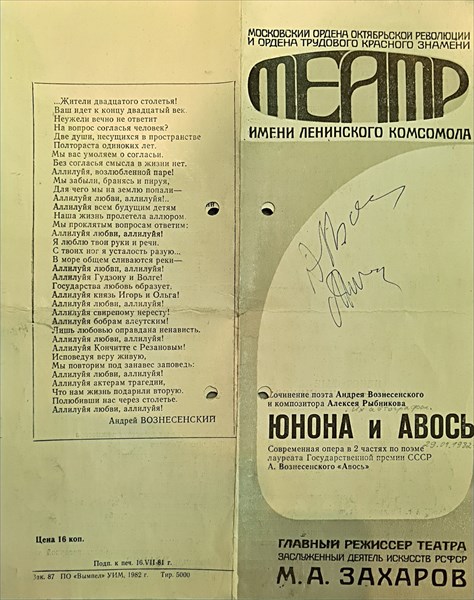 ...Жители двадцатого столетья!
Ваш идет к концу двадцатый век.
Неужели вечно не ответит
На вопрос согласья человек?
Две души, несущихся в пространстве
Полтораста одиноких лет.
Мы вас умоляем о согласьи.
Без согласья смысла в жизни нет.
Аллилуйя, возлюбленной паре!
Мы забыли, бранясь и пируя,
Для чего мы на землю попали—
Аллилуйя любви, аллилуйя!..
Аллилуйя всем будущим детям
Наша жизнь пролетела аллюром
Мы проклятым вопросам ответим:
Аллилуйя любви, аллилуйя!
Я люблю твои руки и речи.
С твоих ног я усталость разую...
В море общем сливаются реки—
Аллилуйя любви, аллилуйя!
Аллилуйя Гудзону и Волге!
Государства любовь образует,
Аллилуйя князь Игорь и Ольга!
Аллилуйя любви, аллилуйя!
Аллилуйя свирепому нересту!
Аллилуйя бобрам алеутским!
Лишь любовью оправдана ненависть,
Аллилуйя любви, аллилуйя!
Аллилуйя Кончитте с Резановым!
Исповедуя веру живую,
Мы повторим под занавес заповедь:
Аллилуйя любви, аллилуйя!
Аллилуйя актерам трагедии,
Что нам жизнь подарили вторую.
Полюбивши нас через столетье.
Аллилуйя любви, аллилуйя!
Андрей ВОЗНЕСЕНСКИЙ
Цена 16 коп.
Подп. к печ. 16.VII-81 г.
Зак. 87 ПО «Вымпел» УИМ, 1982 г. Тир. 5000
МОСКОВСКИЙ ОРДЕНА ОКТЯБРЬСКОЙ РЕВОЛЮЦИИ
И ОРДЕНА ТРУДОВОГО КРАСНОГО ЗНАМЕНИ
ТЕАТР
ИМЕНИ ЛЕНИНСКОГО КОМСОМОЛА
Сочинение поэта Андрея Вознесенского
и композитора Алексея Рыбникова
ЮНОНА и АВОСЬ
Современная опера в 2 частях по поэме
лауреата Государственной премии СССР
А. Вознесенского «Авось»
ГЛАВНЫЙ РЕЖИССЕР ТЕАТРА
ЗАСЛУЖЕННЫЙ ДЕЯТЕЛЬ ИСКУССТВ РСФСР
М.А. ЗАХАРОВ